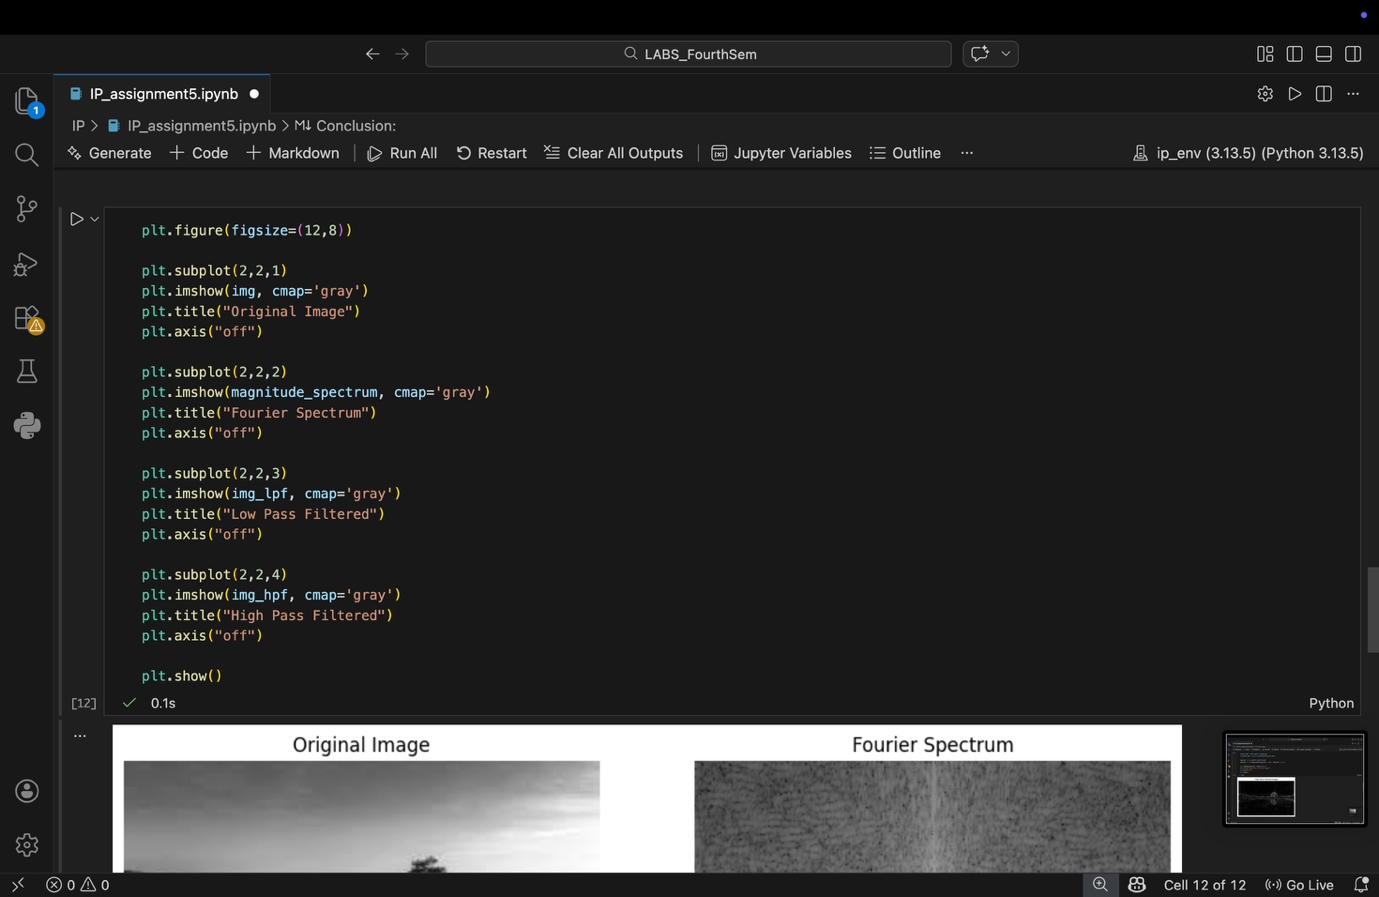 LABS_FourthSem
1
IP_assignment5.ipynb
IP > IP_assignment5.ipynb > M↓ Conclusion:
Generate + Code + Markdown | Run All Restart Clear All Outputs | Jupyter Variables Outline ... ip_env (3.13.5) (Python 3.13.5)
plt.figure(figsize=(12,8))
plt.subplot(2,2,1)
plt.imshow(img, cmap='gray')
plt.title("Original Image")
plt.axis("off")
plt.subplot(2,2,2)
plt.imshow(magnitude_spectrum, cmap='gray')
plt.title("Fourier Spectrum")
plt.axis("off")
plt.subplot(2,2,3)
plt.imshow(img_lpf, cmap='gray')
plt.title("Low Pass Filtered")
plt.axis("off")
plt.subplot(2,2,4)
plt.imshow(img_hpf, cmap='gray')
plt.title("High Pass Filtered")
plt.axis("off")
plt.show()
[12] ✓ 0.1s Python
...
Original Image Fourier Spectrum
0 0 Cell 12 of 12 Go Live